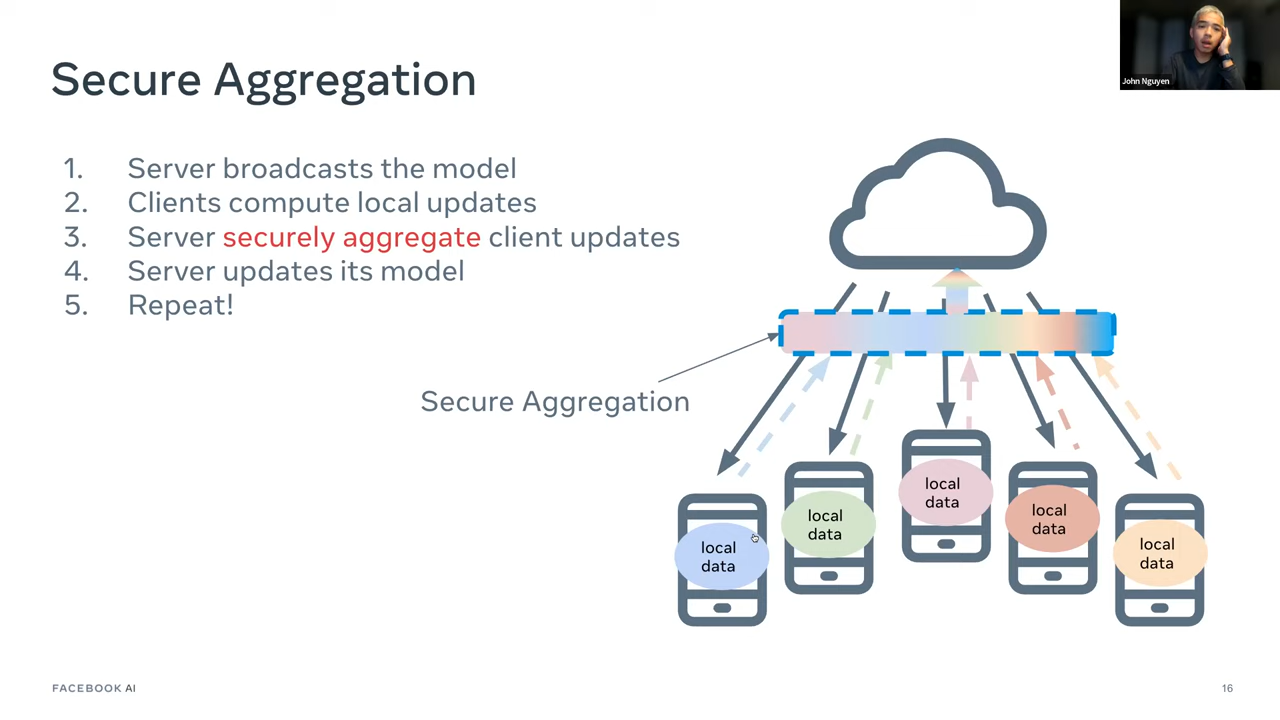 Secure Aggregation
John Nguyen
1. Server broadcasts the model
2. Clients compute local updates
3. Server securely aggregate client updates
4. Server updates its model
5. Repeat!
Secure Aggregation
local
data
local
data
local
data
local
data
local
data
FACEBOOK AI
16